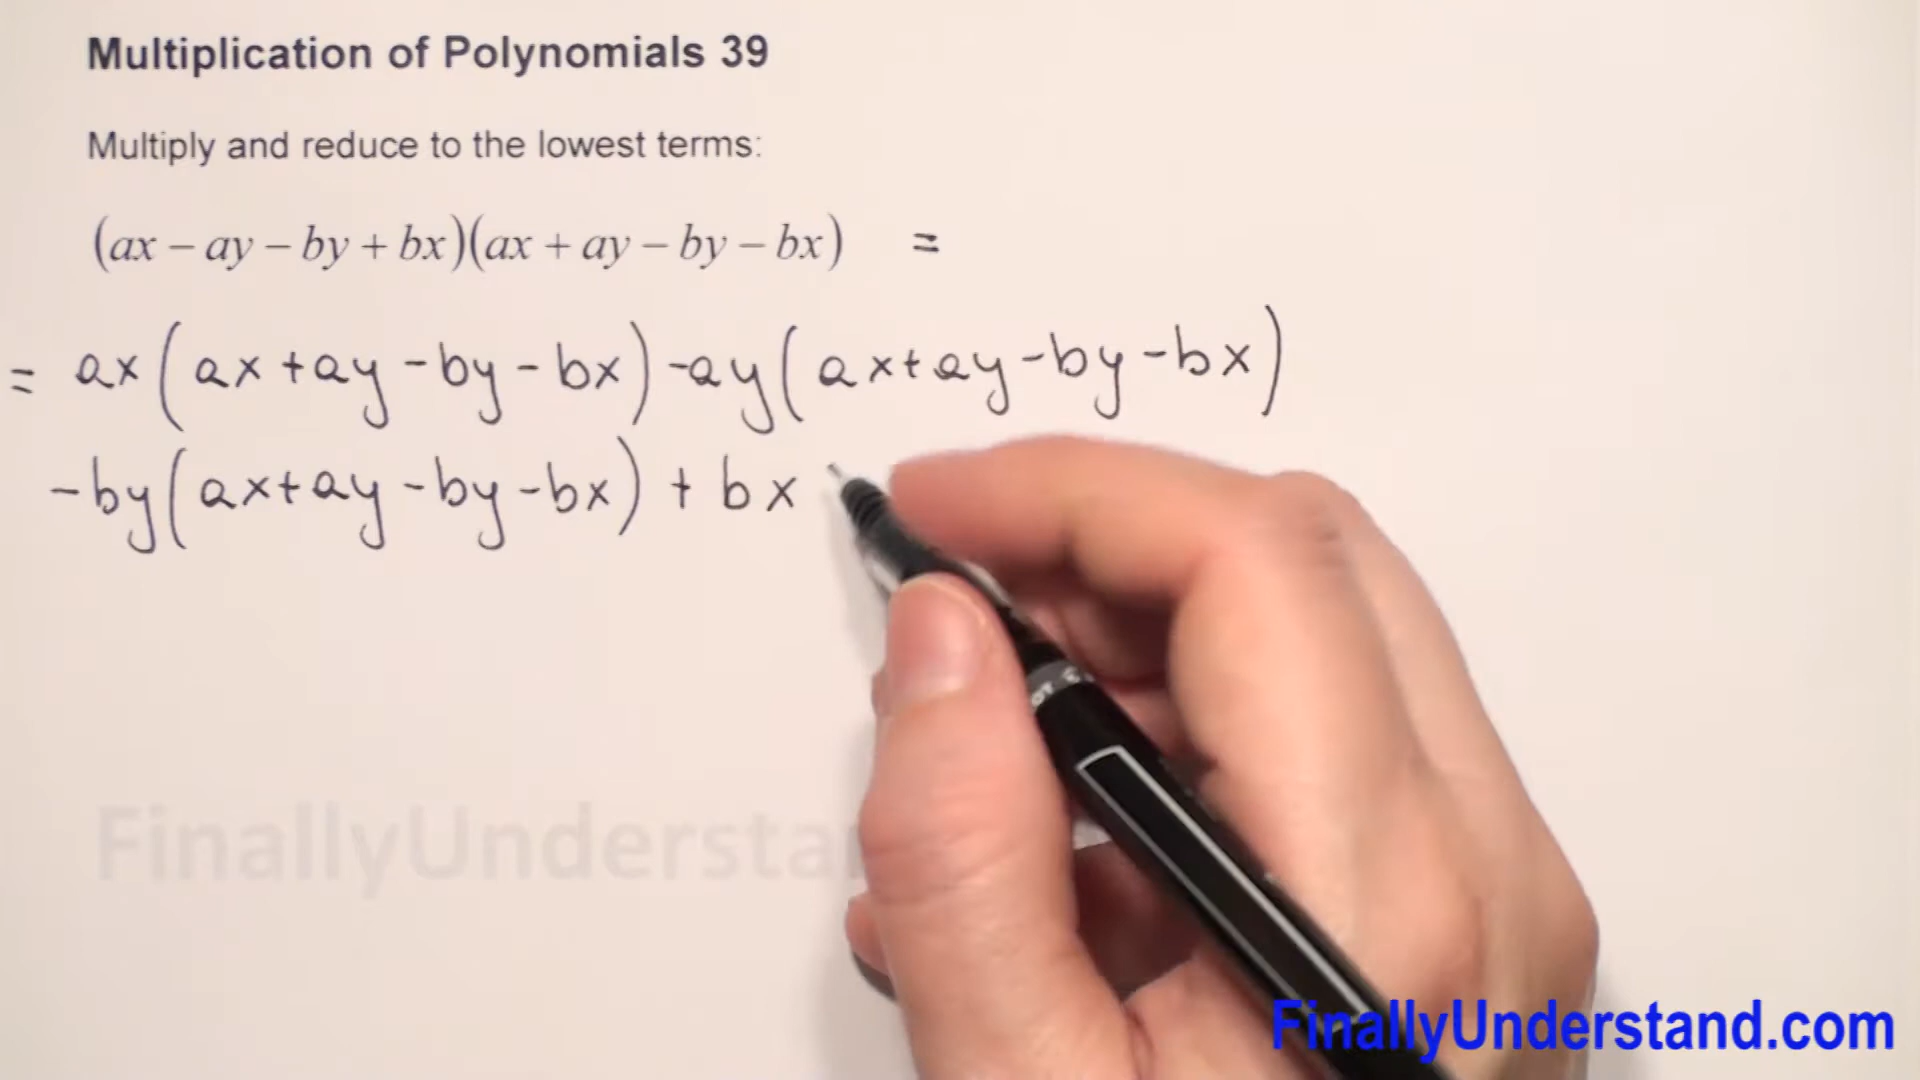 Multiplication of Polynomials 39
Multiply and reduce to the lowest terms:
(ax − ay − by + bx)(ax + ay − by − bx) =
= ax(ax+ay-by-bx)-ay(ax+ay-by-bx)
-by(ax+ay-by-bx) + bx
FinallyUnderstan
FinallyUnderstand.com